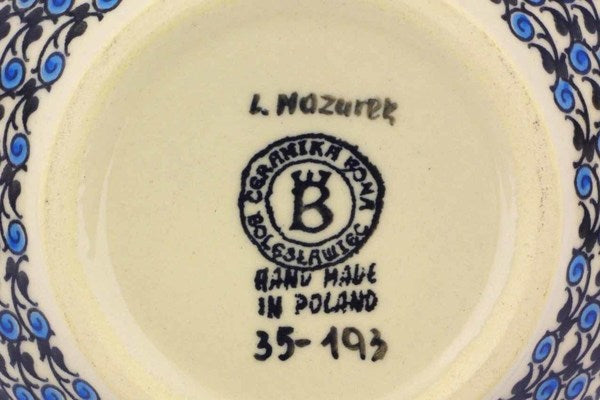 L. Mazurek
CERAMIKA BONA
B
BOLESŁAWIEC
HAND MADE
IN POLAND
35-193